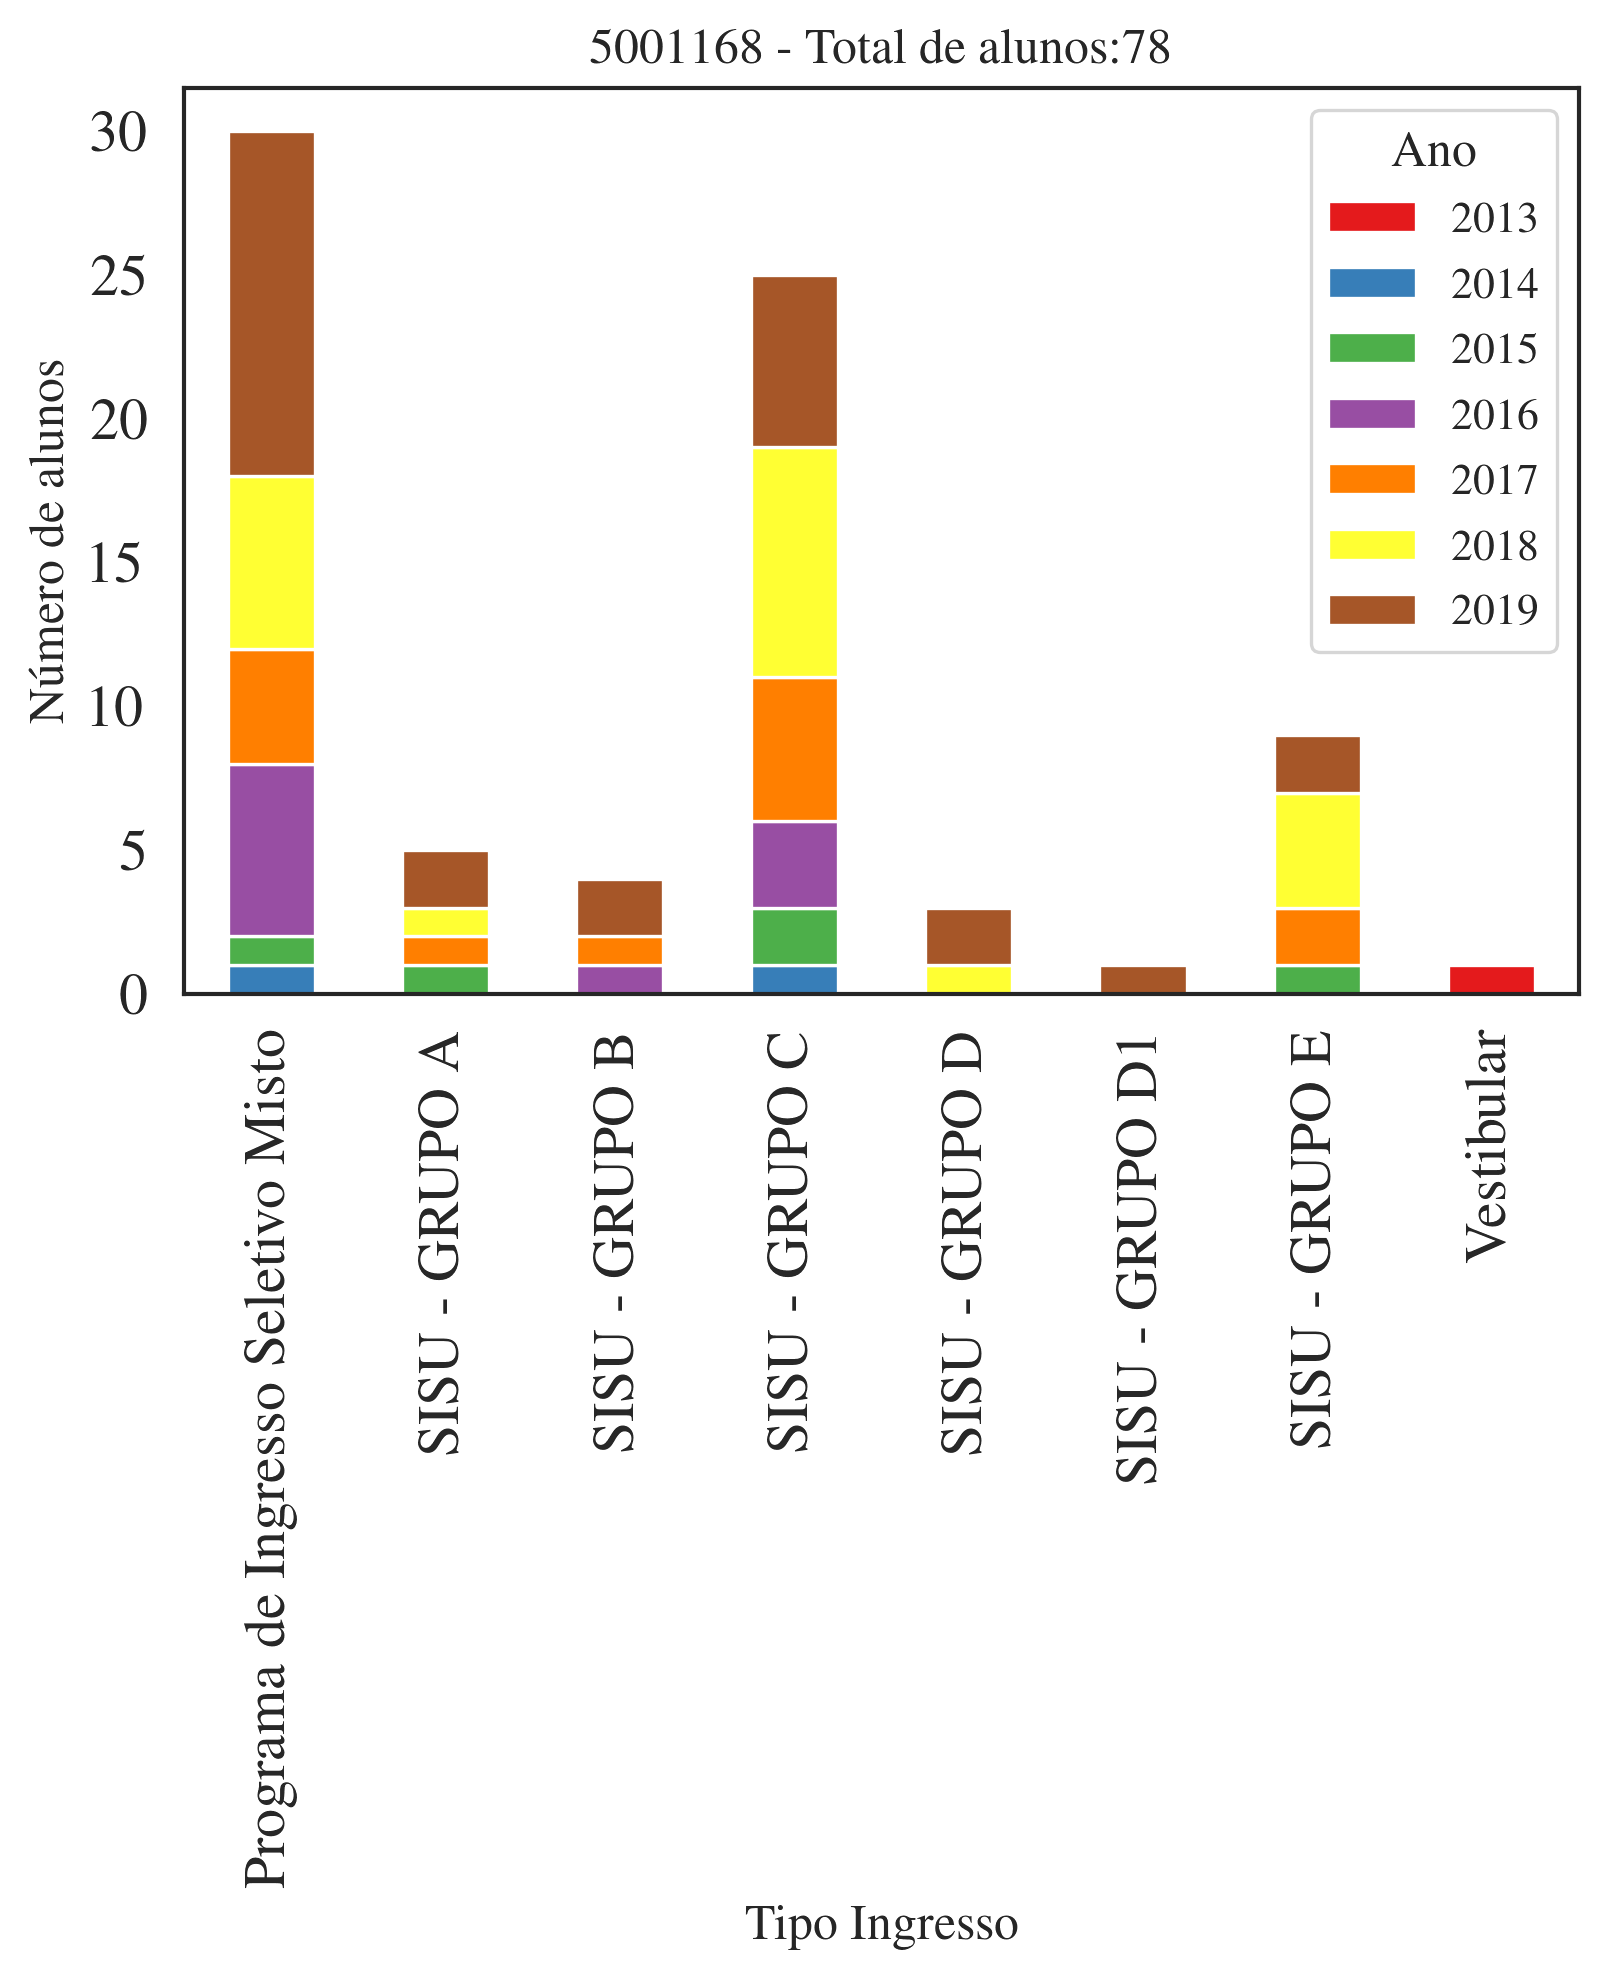 5001168 - Total de alunos:78
Número de alunos
30
25
20
15
10
5
0
Ano
2013
2014
2015
2016
2017
2018
2019
Programa de Ingresso Seletivo Misto
SISU - GRUPO A
SISU - GRUPO B
SISU - GRUPO C
SISU - GRUPO D
SISU - GRUPO D1
SISU - GRUPO E
Vestibular
Tipo Ingresso